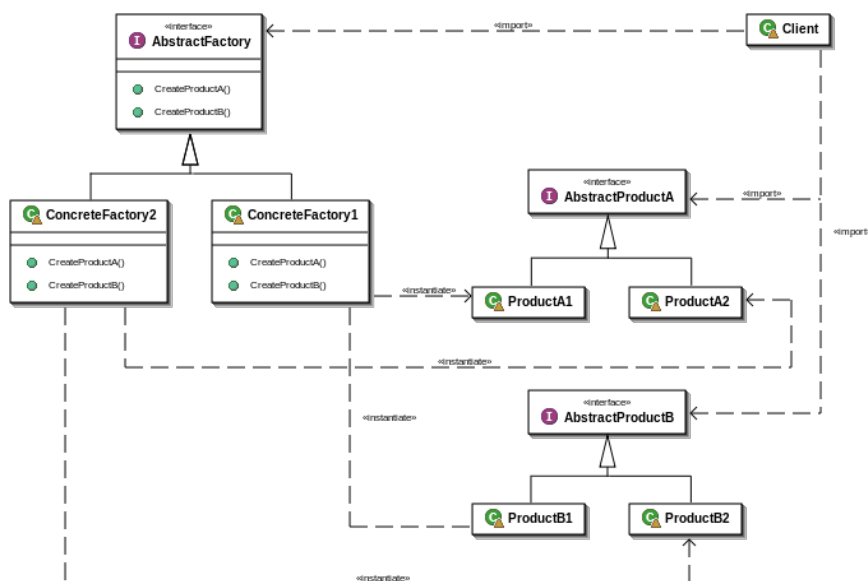 «interface»
AbstractFactory
CreateProductA()
CreateProductB()
«import»
Client
ConcreteFactory2
CreateProductA()
CreateProductB()
ConcreteFactory1
CreateProductA()
CreateProductB()
«interface»
AbstractProductA
«import»
«import»
«instantiate»
ProductA1
ProductA2
«instantiate»
«interface»
AbstractProductB
«instantiate»
ProductB1
ProductB2
«instantiate»